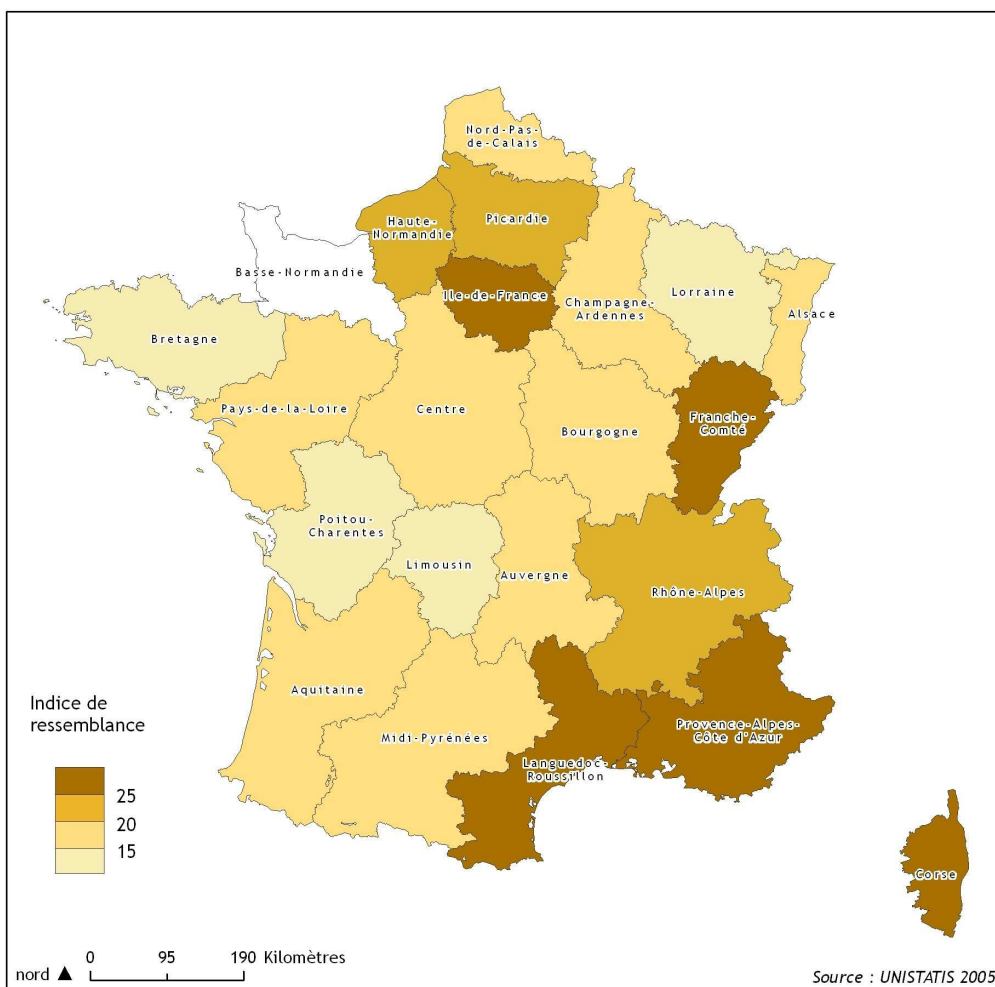 Nord-Pas-
de-Calais
Haute-
Normandie
Picardie
Basse-Normandie
Ile-de-France
Champagne-
Ardennes
Lorraine
Alsace
Bretagne
Pays-de-la-Loire
Centre
Bourgogne
Franche-
Comté
Poitou-
Charentes
Limousin
Auvergne
Rhône-Alpes
Aquitaine
Midi-Pyrénées
Languedoc-
Roussillon
Provence-Alpes-
Côte d'Azur
Corse
Indice de
ressemblance
25
20
15
nord
0 95 190 Kilomètres
Source : UNISTATIS 2005